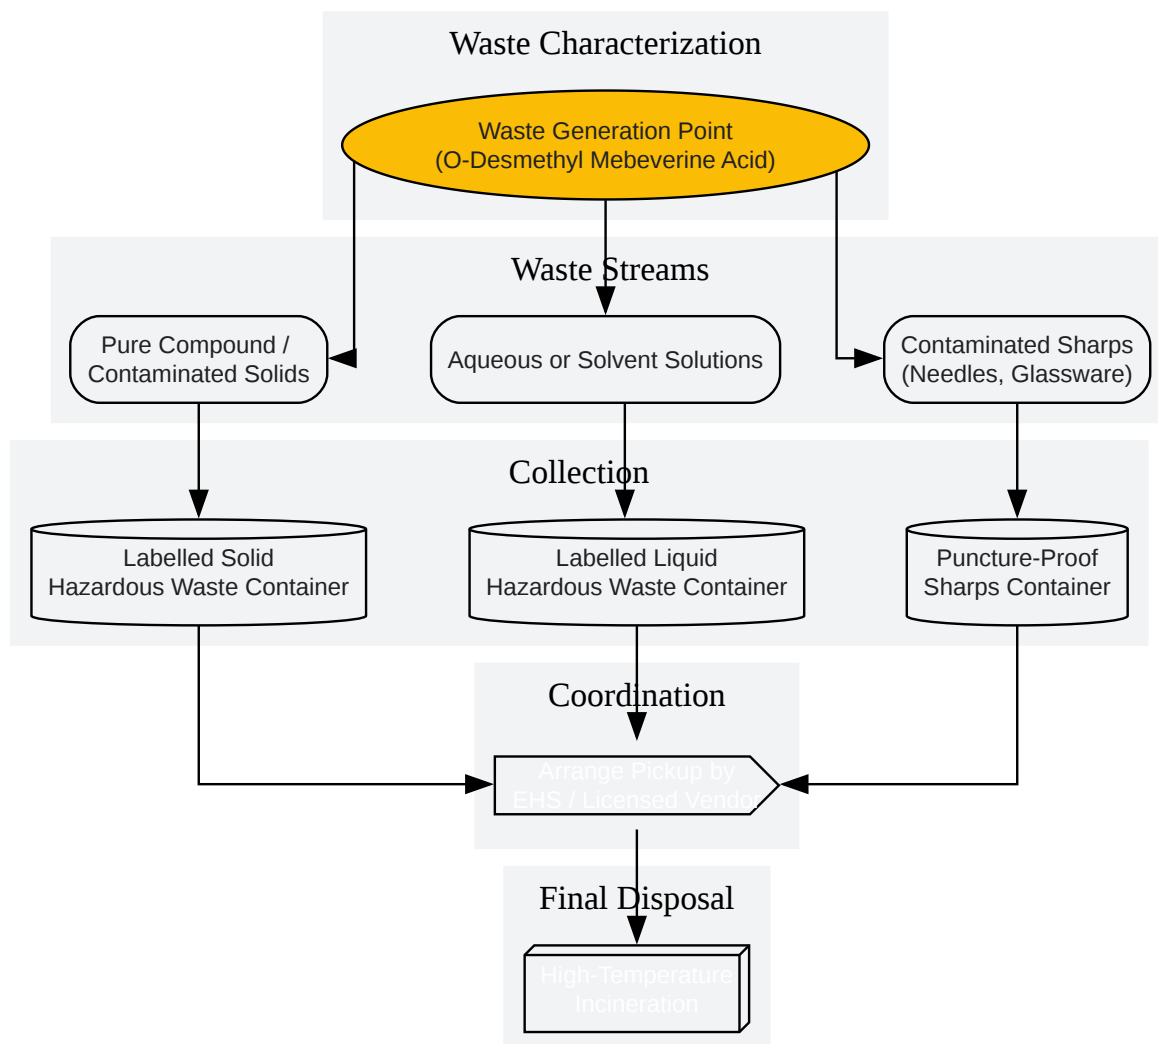 Waste Characterization
Waste Generation Point
(O-Desmethyl Mebeverine Acid)
Waste Streams
Pure Compound /
Contaminated Solids
Aqueous or Solvent Solutions
Contaminated Sharps
(Needles, Glassware)
Collection
Labelled Solid
Hazardous Waste Container
Labelled Liquid
Hazardous Waste Container
Puncture-Proof
Sharps Container
Coordination
Arrange Pickup by
EHS / Licensed Vendor
Final Disposal
High-Temperature
Incineration